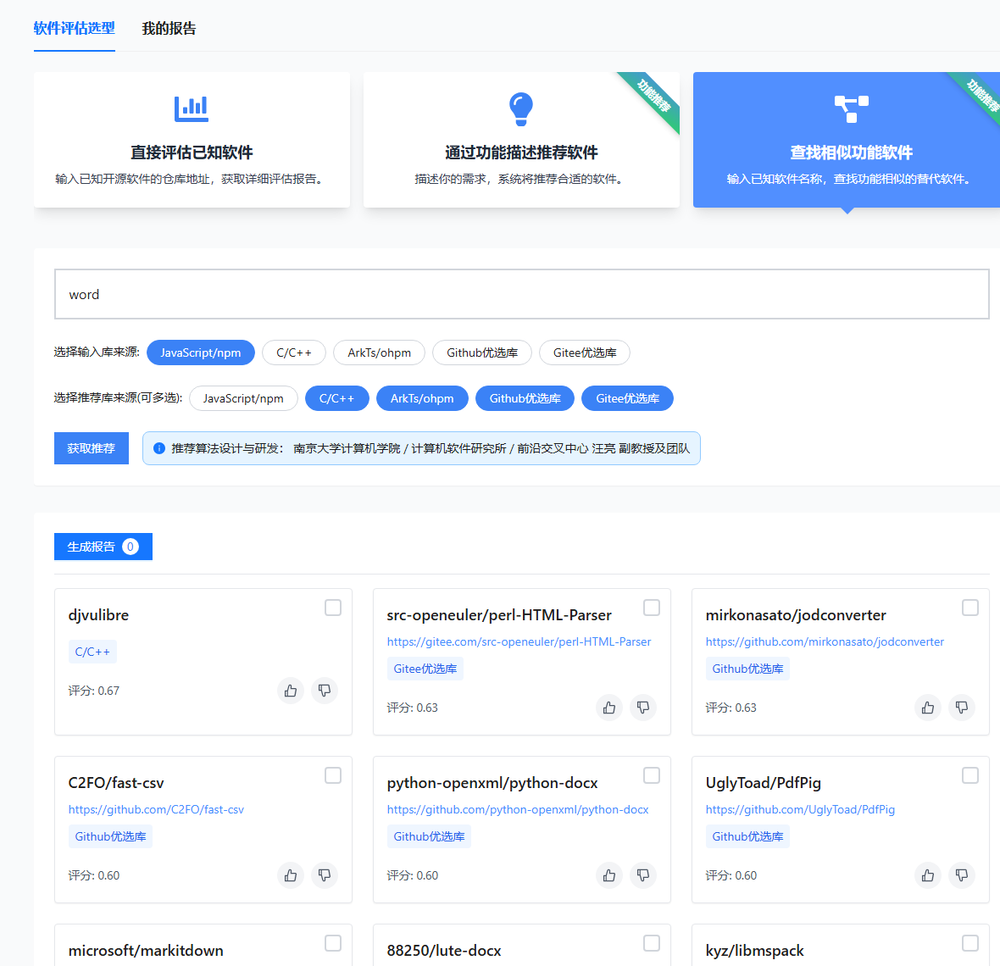 软件评估选型 我的报告
功能推荐 功能推荐
直接评估已知软件 通过功能描述推荐软件 查找相似功能软件
输入已知开源软件的仓库地址，获取详细评估报告。 描述你的需求，系统将推荐合适的软件。 输入已知软件名称，查找功能相似的替代软件。
word
选择输入库来源: JavaScript/npm C/C++ ArkTs/ohpm Github优选库 Gitee优选库
选择推荐库来源(可多选): JavaScript/npm C/C++ ArkTs/ohpm Github优选库 Gitee优选库
获取推荐 推荐算法设计与研发： 南京大学计算机学院 / 计算机软件研究所 / 前沿交叉中心 汪亮 副教授及团队
生成报告 0
djvulibre
C/C++
评分: 0.67
src-openeuler/perl-HTML-Parser
https://gitee.com/src-openeuler/perl-HTML-Parser
Gitee优选库
评分: 0.63
mirkonasato/jodconverter
https://github.com/mirkonasato/jodconverter
Github优选库
评分: 0.63
C2FO/fast-csv
https://github.com/C2FO/fast-csv
Github优选库
评分: 0.60
python-openxml/python-docx
https://github.com/python-openxml/python-docx
Github优选库
评分: 0.60
UglyToad/PdfPig
https://github.com/UglyToad/PdfPig
Github优选库
评分: 0.60
microsoft/markitdown
88250/lute-docx
kyz/libmspack